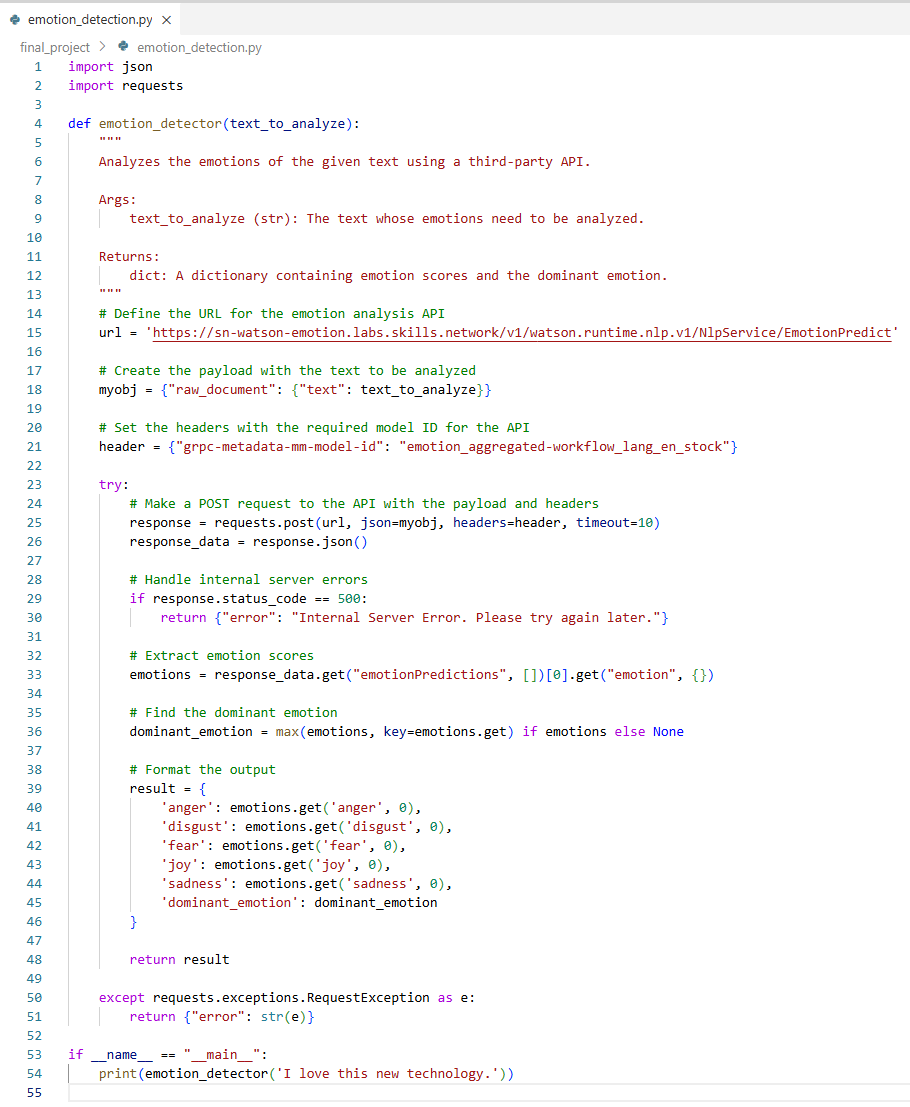 emotion_detection.py ×
final_project > emotion_detection.py
1 import json
2 import requests
3
4 def emotion_detector(text_to_analyze):
5     """
6     Analyzes the emotions of the given text using a third-party API.
7
8     Args:
9         text_to_analyze (str): The text whose emotions need to be analyzed.
10
11     Returns:
12         dict: A dictionary containing emotion scores and the dominant emotion.
13     """
14     # Define the URL for the emotion analysis API
15     url = 'https://sn-watson-emotion.labs.skills.network/v1/watson.runtime.nlp.v1/NlpService/EmotionPredict'
16
17     # Create the payload with the text to be analyzed
18     myobj = {"raw_document": {"text": text_to_analyze}}
19
20     # Set the headers with the required model ID for the API
21     header = {"grpc-metadata-mm-model-id": "emotion_aggregated-workflow_lang_en_stock"}
22
23     try:
24         # Make a POST request to the API with the payload and headers
25         response = requests.post(url, json=myobj, headers=header, timeout=10)
26         response_data = response.json()
27
28         # Handle internal server errors
29         if response.status_code == 500:
30             return {"error": "Internal Server Error. Please try again later."}
31
32         # Extract emotion scores
33         emotions = response_data.get("emotionPredictions", [])[0].get("emotion", {})
34
35         # Find the dominant emotion
36         dominant_emotion = max(emotions, key=emotions.get) if emotions else None
37
38         # Format the output
39         result = {
40             'anger': emotions.get('anger', 0),
41             'disgust': emotions.get('disgust', 0),
42             'fear': emotions.get('fear', 0),
43             'joy': emotions.get('joy', 0),
44             'sadness': emotions.get('sadness', 0),
45             'dominant_emotion': dominant_emotion
46         }
47
48         return result
49
50     except requests.exceptions.RequestException as e:
51         return {"error": str(e)}
52
53 if __name__ == "__main__":
54     print(emotion_detector('I love this new technology.'))
55